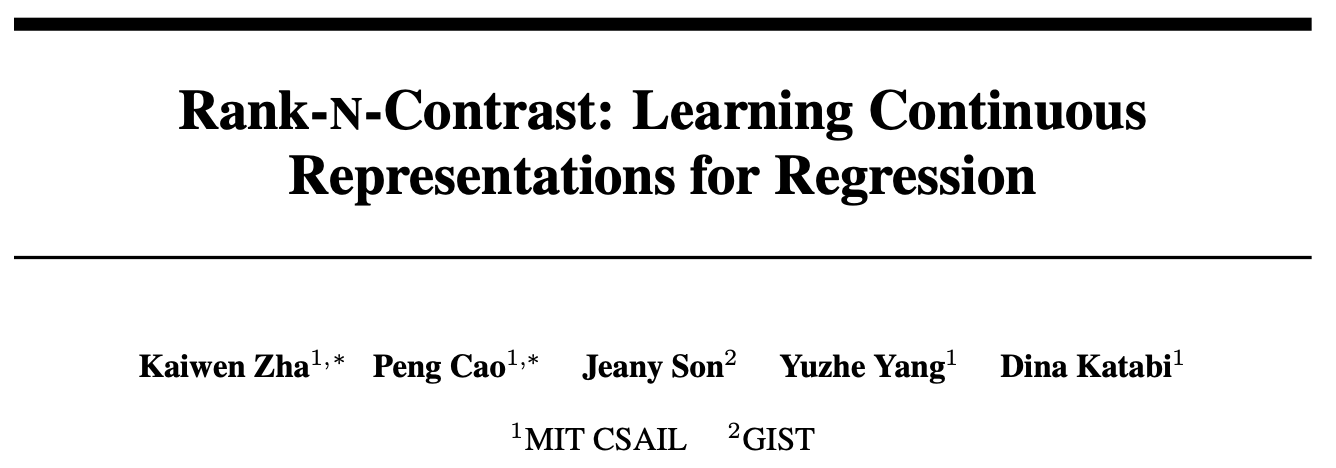 Rank-N-Contrast: Learning Continuous
Representations for Regression
Kaiwen Zha1,* Peng Cao1,* Jeany Son2 Yuzhe Yang1 Dina Katabi1
1MIT CSAIL 2GIST